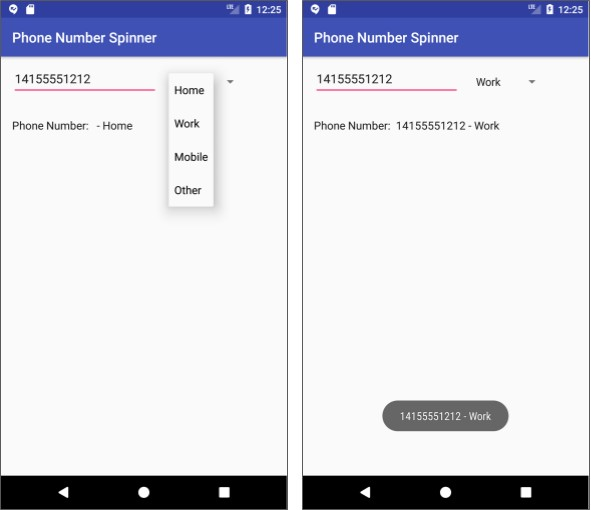 12:25
Phone Number Spinner
14155551212
Home
Work
Mobile
Other
Phone Number: - Home
12:25
Phone Number Spinner
14155551212 Work
Phone Number: 14155551212 - Work
14155551212 - Work